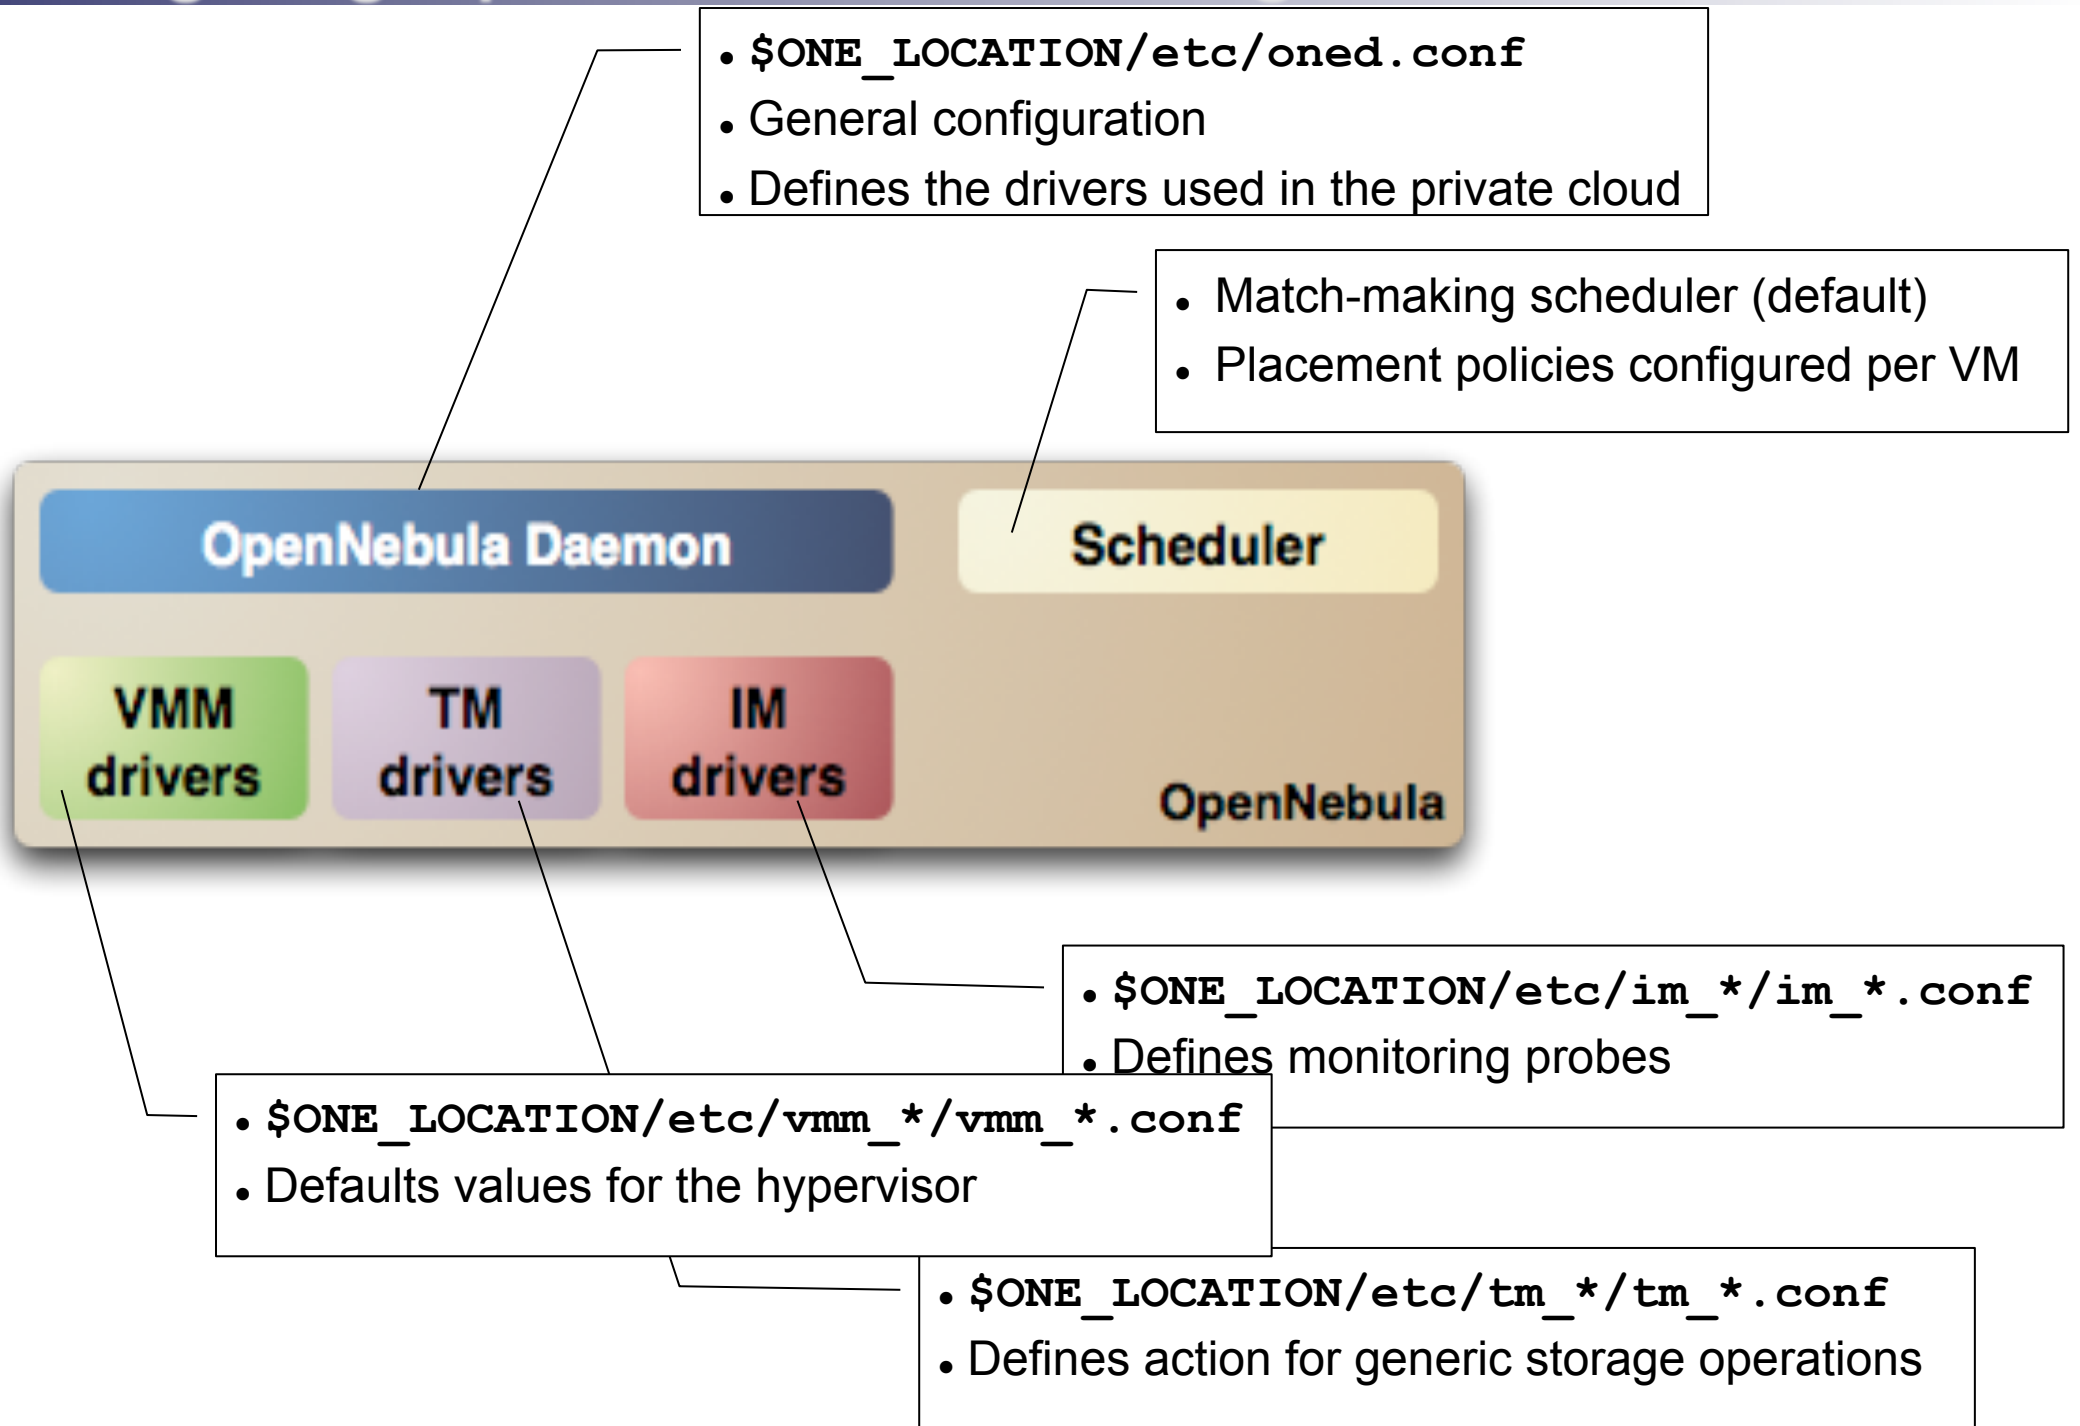 • $ONE_LOCATION/etc/oned.conf
• General configuration
• Defines the drivers used in the private cloud
• Match-making scheduler (default)
• Placement policies configured per VM
OpenNebula Daemon
Scheduler
VMM
drivers
TM
drivers
IM
drivers
OpenNebula
• $ONE_LOCATION/etc/im_*/im_*.conf
• Defines monitoring probes
• $ONE_LOCATION/etc/vmm_*/vmm_*.conf
• Defaults values for the hypervisor
• $ONE_LOCATION/etc/tm_*/tm_*.conf
• Defines action for generic storage operations